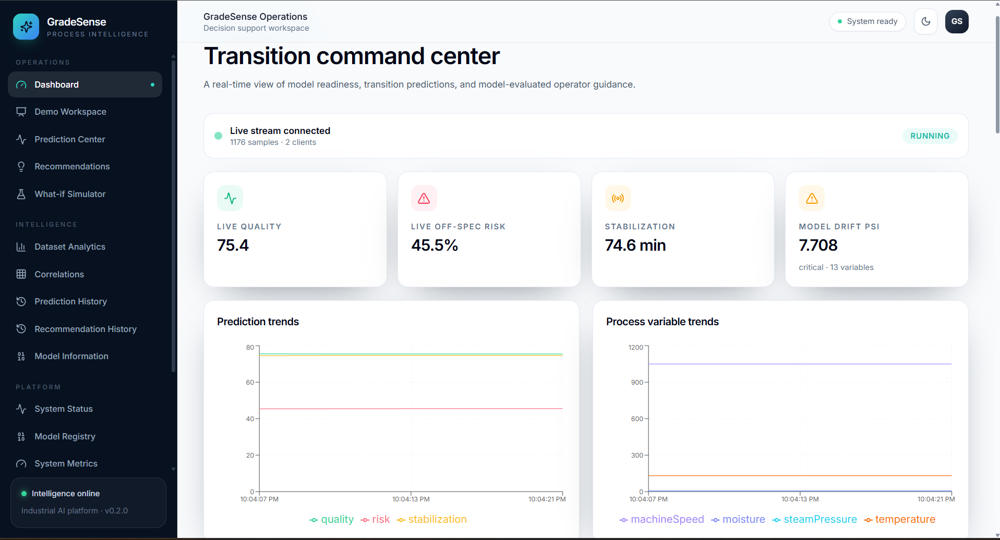 GradeSense
PROCESS INTELLIGENCE
OPERATIONS
Dashboard
Demo Workspace
Prediction Center
Recommendations
What-if Simulator
INTELLIGENCE
Dataset Analytics
Correlations
Prediction History
Recommendation History
Model Information
PLATFORM
System Status
Model Registry
System Metrics
Intelligence online
Industrial AI platform · v0.2.0
GradeSense Operations
Decision support workspace
System ready
GS
Transition command center
A real-time view of model readiness, transition predictions, and model-evaluated operator guidance.
Live stream connected
1176 samples · 2 clients
RUNNING
LIVE QUALITY
75.4
LIVE OFF-SPEC RISK
45.5%
STABILIZATION
74.6 min
MODEL DRIFT PSI
7.708
critical · 13 variables
Prediction trends
80
60
40
20
0
10:04:07 PM 10:04:13 PM 10:04:21 PM
quality risk stabilization
Process variable trends
1200
900
600
300
0
10:04:07 PM 10:04:13 PM 10:04:21 PM
machineSpeed moisture steamPressure temperature